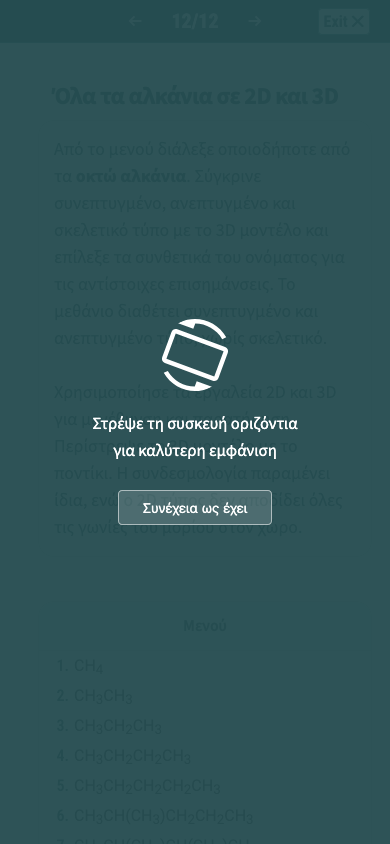 12/12
Exit
Όλα τα αλκάνια σε 2D και 3D
Από το μενού διάλεξε οποιοδήποτε από
τα οκτώ αλκάνια. Σύγκρινε
συνεπτυγμένο, ανεπτυγμένο και
σκελετικό τύπο με το 3D μοντέλο και
επίλεξε τα συνθετικά του ονόματος για
τις αντίστοιχες επισημάνσεις. Το
μεθάνιο διαθέτει συνεπτυγμένο και
ανεπτυγμένο σκελετικό.
Στρέψε τη συσκευή οριζόντια
για καλύτερη εμφάνιση
Συνέχεια ως έχει
Χρησιμοποίησε τα εργαλεία 2D και 3D
για
το
ποντίκι. Η συνδεσμολογία παραμένει
ίδια, ενώ όλες
τις γωνίες του μορίου στον χώρο.
Μενού
1. CH₄
2. CH₃CH₃
3. CH₃CH₂CH₃
4. CH₃CH₂CH₂CH₃
5. CH₃CH₂CH₂CH₂CH₃
6. CH₃CH(CH₃)CH₂CH₂CH₃